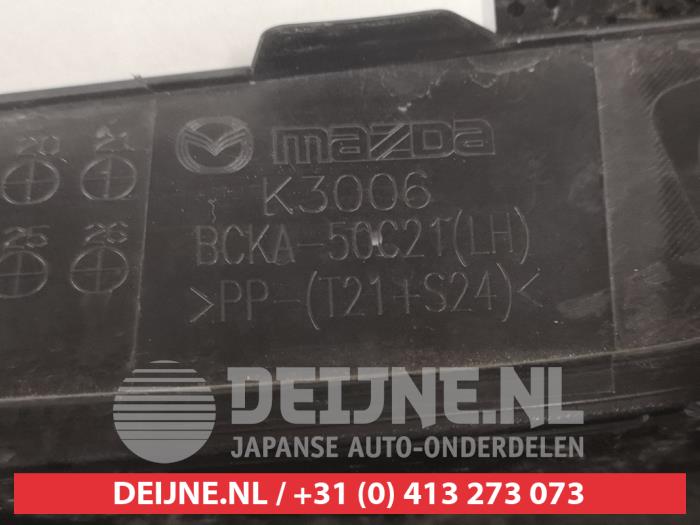 mazda
K3006
BCKA-50C21(LH)
>PP-(T21+S24)<
20 21
25 26
DEIJNE.NL
JAPANSE AUTO-ONDERDELEN
DEIJNE.NL / +31 (0) 413 273 073